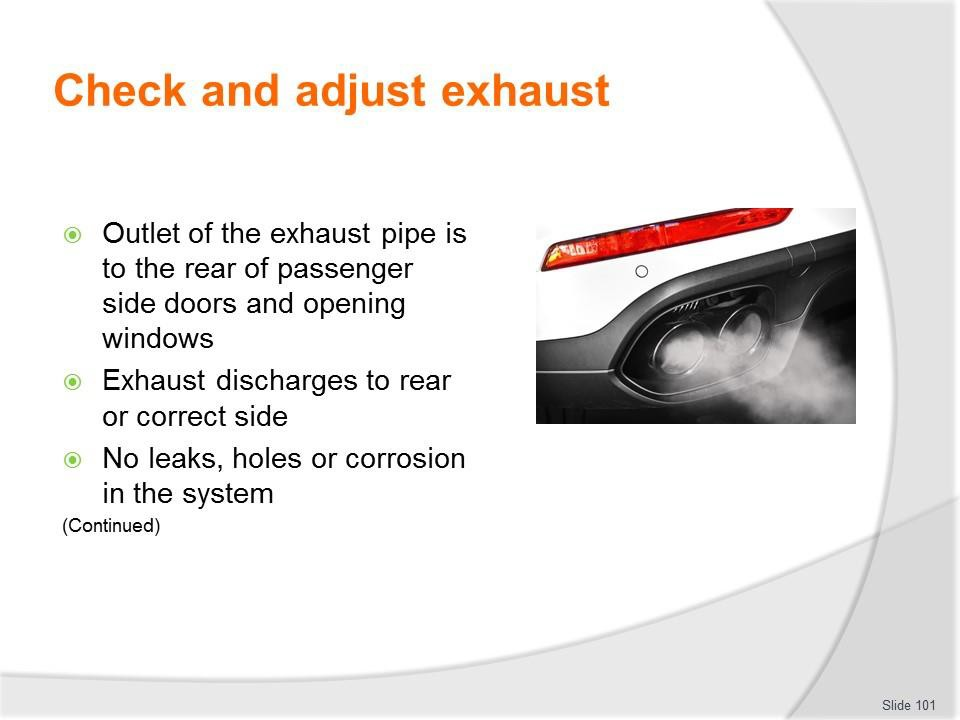 Check and adjust exhaust
Outlet of the exhaust pipe is
to the rear of passenger
side doors and opening
windows
Exhaust discharges to rear
or correct side
No leaks, holes or corrosion
in the system
(Continued)
Slide 101